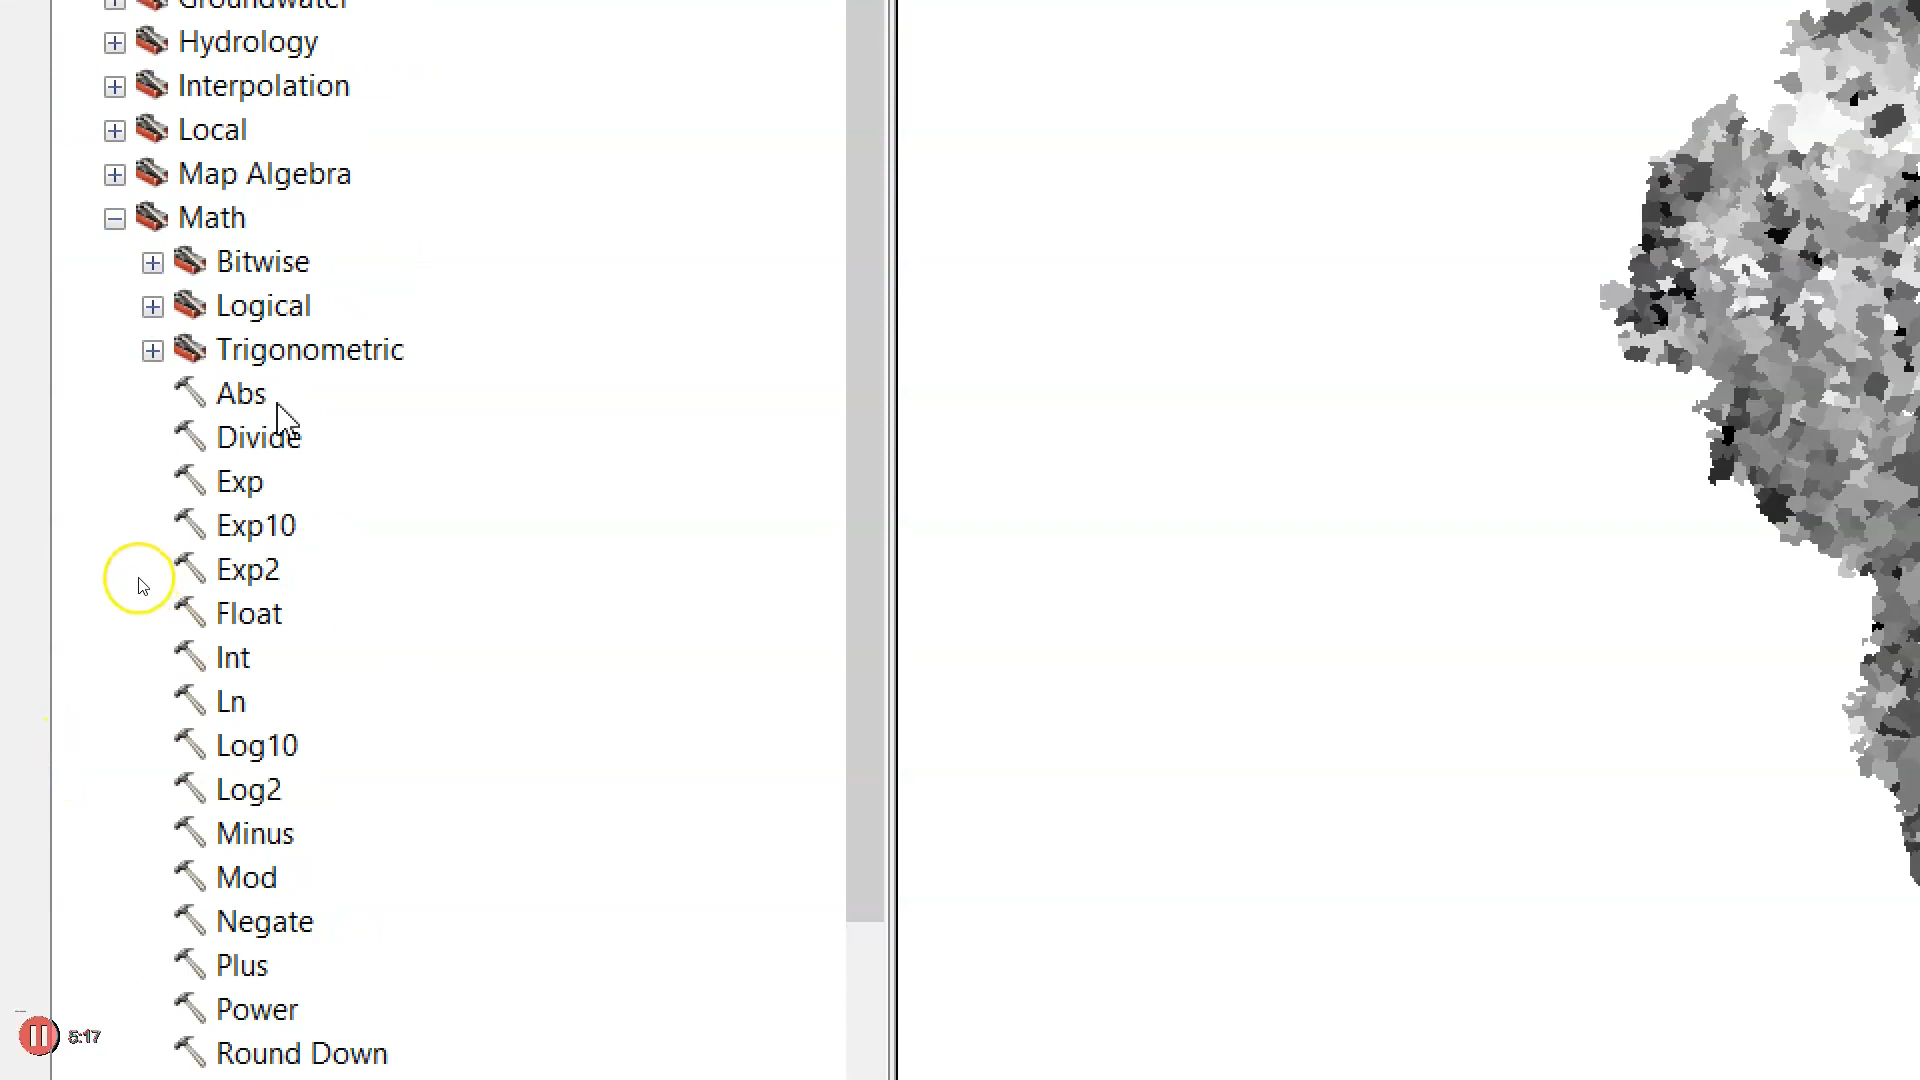 Groundwater
Hydrology
Interpolation
Local
Map Algebra
Math
Bitwise
Logical
Trigonometric
Abs
Divide
Exp
Exp10
Exp2
Float
Int
Ln
Log10
Log2
Minus
Mod
Negate
Plus
Power
Round Down
5:17